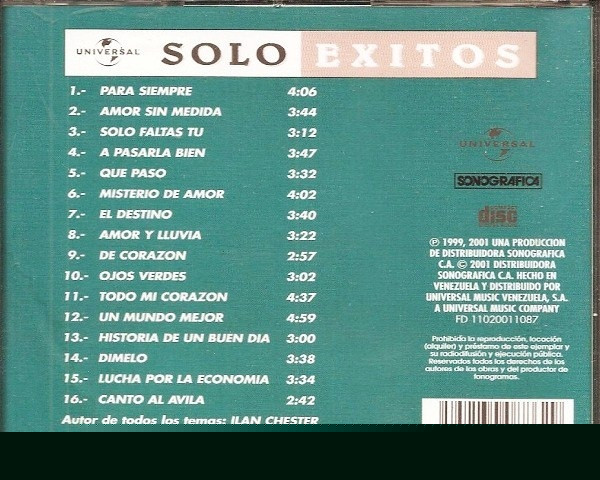 UNIVERSAL SOLO EXITOS
1.- PARA SIEMPRE 4:06
2.- AMOR SIN MEDIDA 3:44
3.- SOLO FALTAS TU 3:12
4.- A PASARLA BIEN 3:47
5.- QUE PASO 3:32
6.- MISTERIO DE AMOR 4:02
7.- EL DESTINO 3:40
8.- AMOR Y LLUVIA 3:22
9.- DE CORAZON 2:57
10.- OJOS VERDES 3:02
11.- TODO MI CORAZON 4:37
12.- UN MUNDO MEJOR 4:59
13.- HISTORIA DE UN BUEN DIA 3:00
14.- DIMELO 3:38
15.- LUCHA POR LA ECONOMIA 3:34
16.- CANTO AL AVILA 2:42
Autor de todos los temas: ILAN CHESTER
UNIVERSAL
SONOGRAFICA
disc
℗ 1999, 2001 UNA PRODUCCION
DE DISTRIBUIDORA SONOGRAFICA
C.A. © 2001 DISTRIBUIDORA
SONOGRAFICA C.A. HECHO EN
VENEZUELA Y DISTRIBUIDO POR
UNIVERSAL MUSIC VENEZUELA, S.A.
A UNIVERSAL MUSIC COMPANY
FD 11020011087
Prohibida la reproducción, locación
(alquiler) y préstamo de este ejemplar y
su radiodifusión y ejecución pública.
Reservados todos los derechos de los
autores de las obras y del productor de
fonogramas.